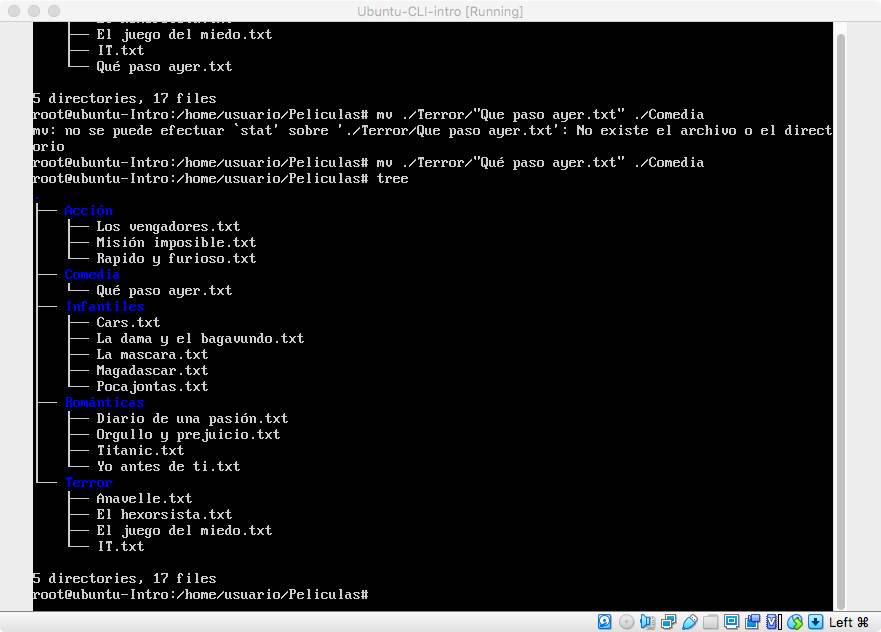 Ubuntu-CLI-intro [Running]
├── El juego del miedo.txt
├── IT.txt
└── Qué paso ayer.txt
5 directories, 17 files
root@ubuntu-Intro:/home/usuario/Peliculas# mv ./Terror/"Que paso ayer.txt" ./Comedia
mv: no se puede efectuar `stat' sobre './Terror/Que paso ayer.txt': No existe el archivo o el direct
orio
root@ubuntu-Intro:/home/usuario/Peliculas# mv ./Terror/"Qué paso ayer.txt" ./Comedia
root@ubuntu-Intro:/home/usuario/Peliculas# tree
.
├── Acción
│   ├── Los vengadores.txt
│   ├── Misión imposible.txt
│   └── Rapido y furioso.txt
├── Comedia
│   └── Qué paso ayer.txt
├── Infantiles
│   ├── Cars.txt
│   ├── La dama y el bagavundo.txt
│   ├── La mascara.txt
│   ├── Magadascar.txt
│   └── Pocajontas.txt
├── Románticas
│   ├── Diario de una pasión.txt
│   ├── Orgullo y prejuicio.txt
│   ├── Titanic.txt
│   └── Yo antes de ti.txt
└── Terror
    ├── Anavelle.txt
    ├── El hexorsista.txt
    ├── El juego del miedo.txt
    └── IT.txt
5 directories, 17 files
root@ubuntu-Intro:/home/usuario/Peliculas#
Left ⌘